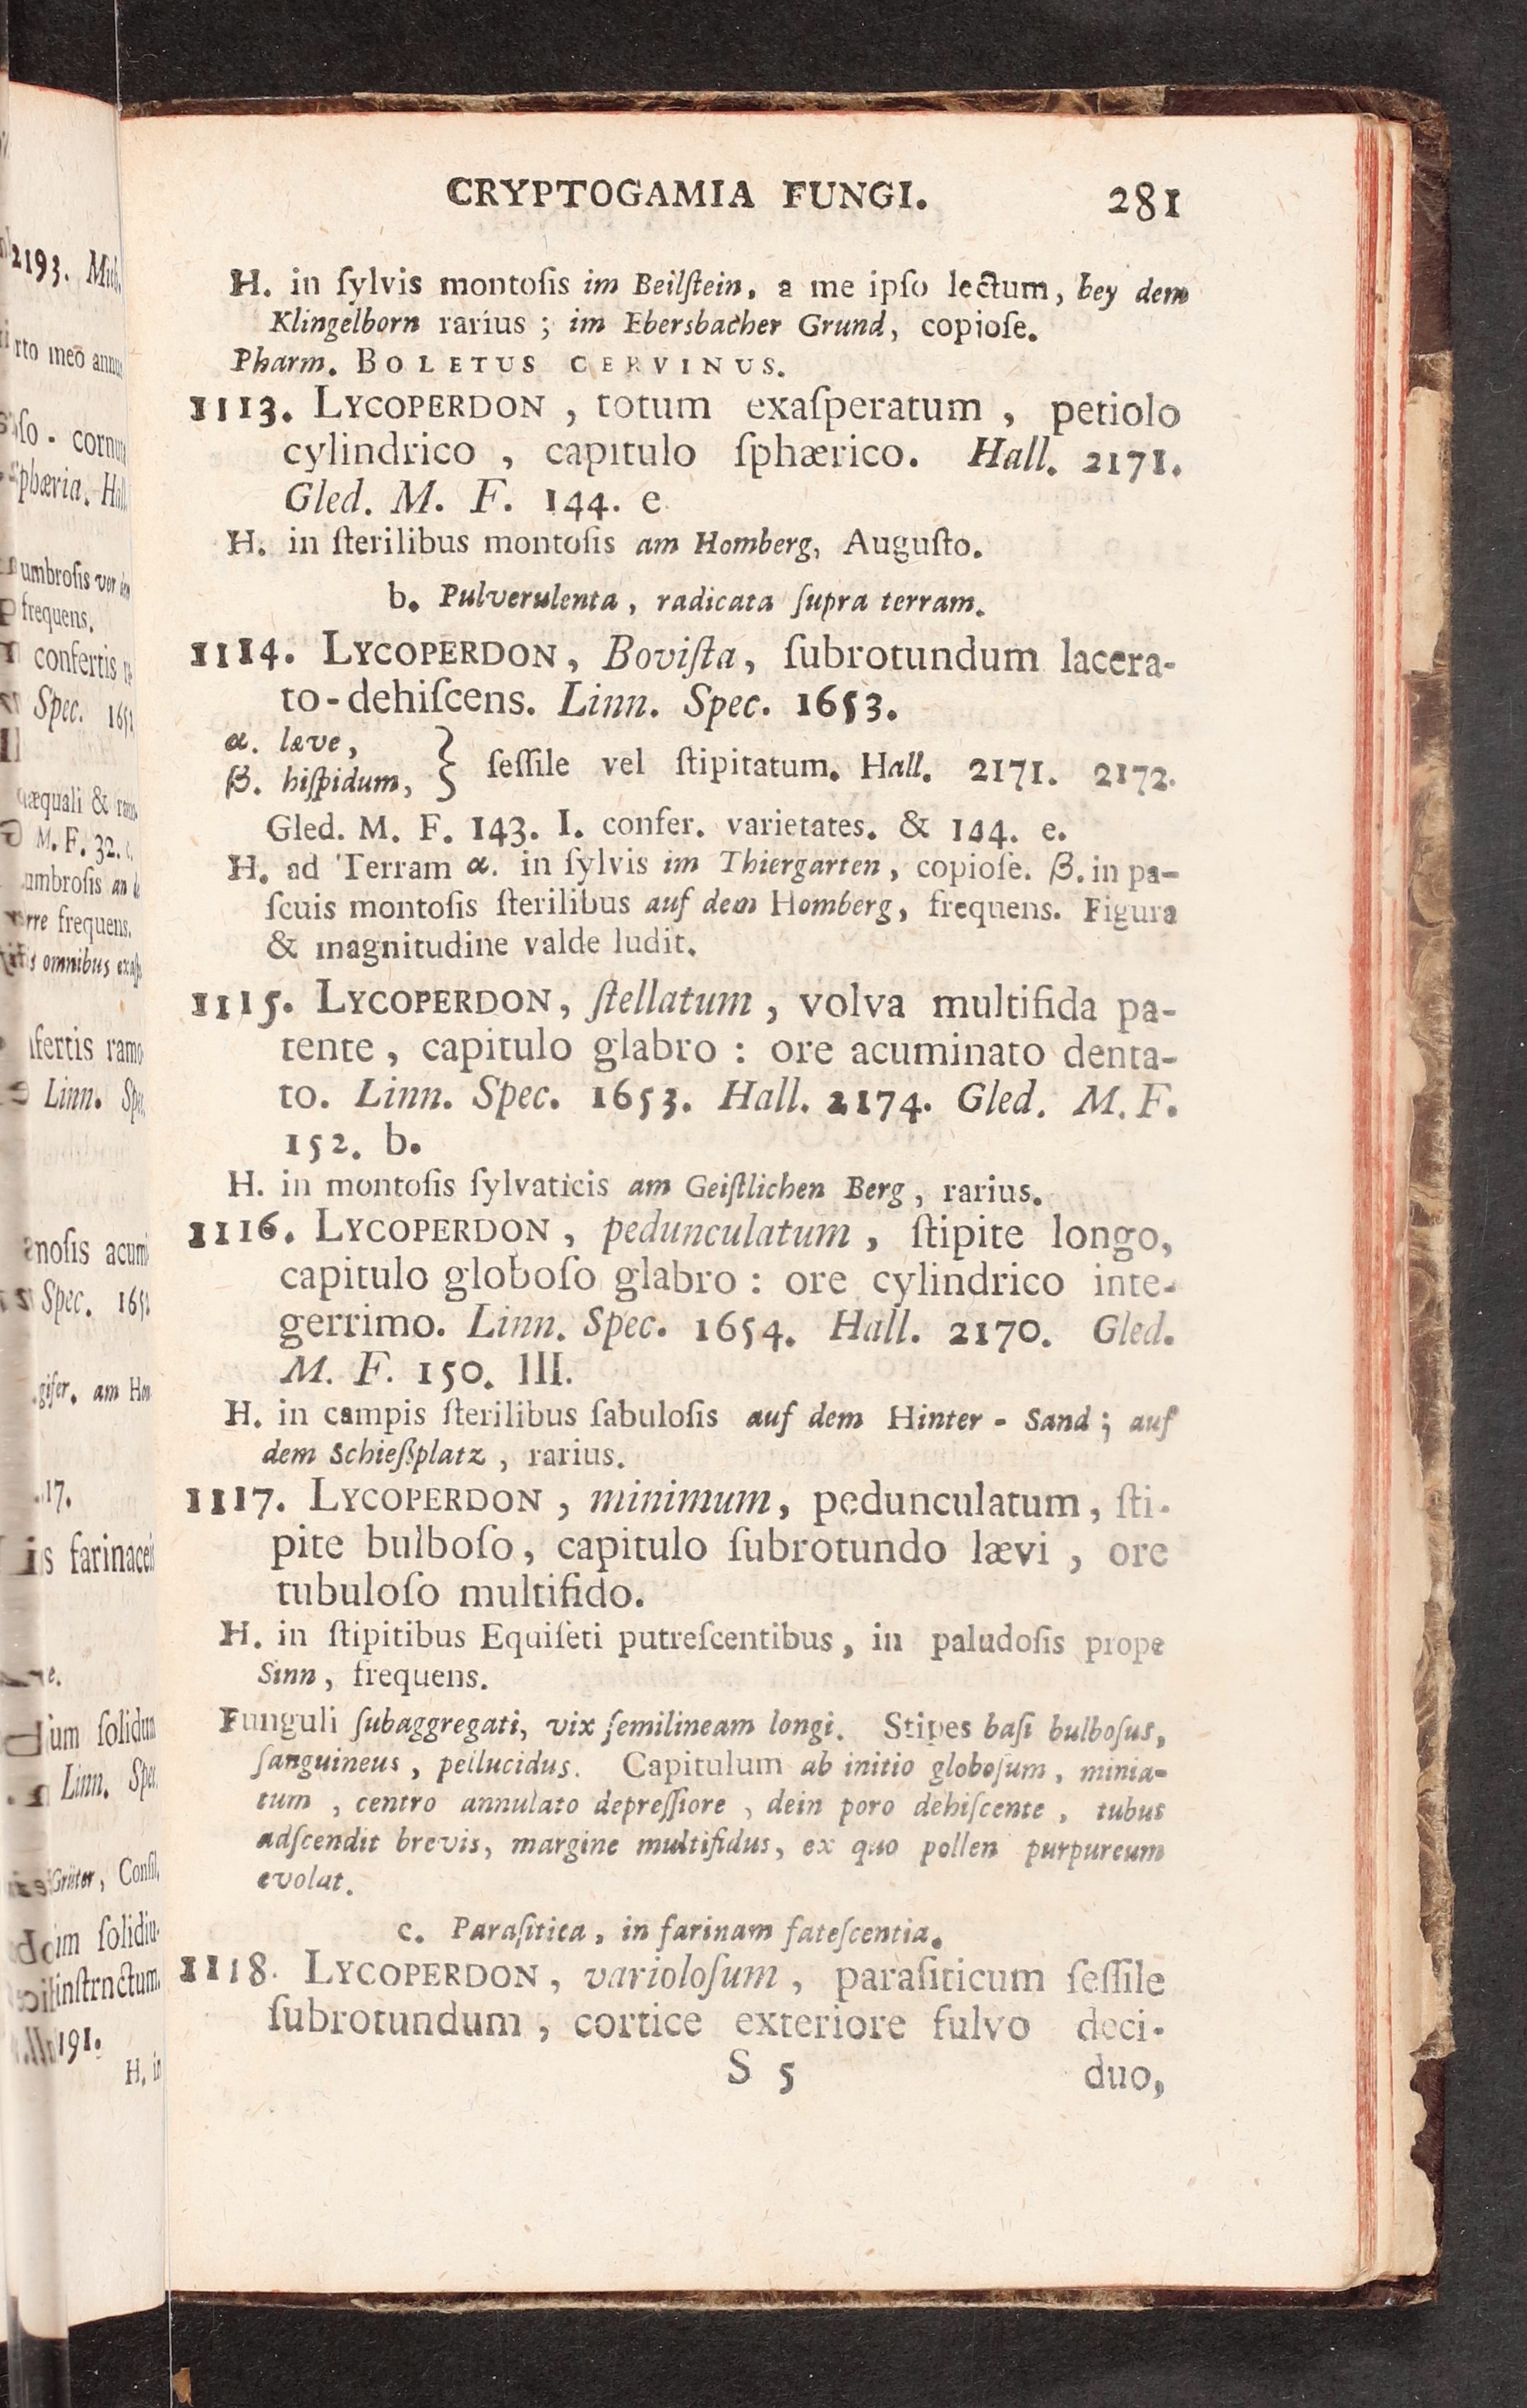 CRYPTOGAMIA FUNGI. 281
H. in ſylvis montoſis im Beilſtein, a me ipſo lectum, bey dem
Klingelborn rarius ; im Ebersbacher Grund, copioſe.
Pharm. BOLETUS CERVINUS.
1113. LYCOPERDON , totum exaſperatum , petiolo
cylindrico , capitulo ſphærico. Hall. 2171.
Gled. M. F. 144. e
H. in ſterilibus montoſis am Homberg, Auguſto.
b. Pulverulenta, radicata ſupra terram.
1114. LYCOPERDON, Boviſta, ſubrotundum lacera-
to-dehiſcens. Linn. Spec. 1653.
α. læve,
β. hiſpidum, } ſeſſile vel ſtipitatum. Hall. 2171. 2172.
Gled. M. F. 143. I. confer. varietates. & 144. e.
H. ad Terram α. in ſylvis im Thiergarten, copioſe. β. in pa-
ſcuis montoſis ſterilibus auf dem Homberg, frequens. Figura
& magnitudine valde ludit.
1115. LYCOPERDON, ſtellatum, volva multifida pa-
tente, capitulo glabro : ore acuminato denta-
to. Linn. Spec. 1653. Hall. 2174. Gled. M. F.
152. b.
H. in montoſis ſylvaticis am Geiſtlichen Berg, rarius.
1116. LYCOPERDON, pedunculatum, ſtipite longo,
capitulo globoſo glabro : ore cylindrico inte-
gerrimo. Linn. Spec. 1654. Hall. 2170. Gled.
M. F. 150. III.
H. in campis ſterilibus ſabuloſis auf dem Hinter-Sand; auf
dem Schieſsplatz, rarius.
1117. LYCOPERDON, minimum, pedunculatum, ſti-
pite bulboſo, capitulo ſubrotundo lævi, ore
tubuloſo multifido.
H. in ſtipitibus Equiſeti putreſcentibus, in paludoſis prope
Sinn, frequens.
Funguli ſubaggregati, vix ſemilineam longi. Stipes baſi bulboſus,
ſanguineus, pellucidus. Capitulum ab initio globoſum, minia-
tum, centro annulato depreſſiore, dein poro dehiſcente, tubus
adſcendit brevis, margine multifidus, ex quo pollen purpureum
evolat.
c. Paraſitica, in farinam fateſcentia.
1118. LYCOPERDON, varioloſum, paraſiticum ſeſſile
ſubrotundum, cortice exteriore fulvo deci-
S 5 duo,